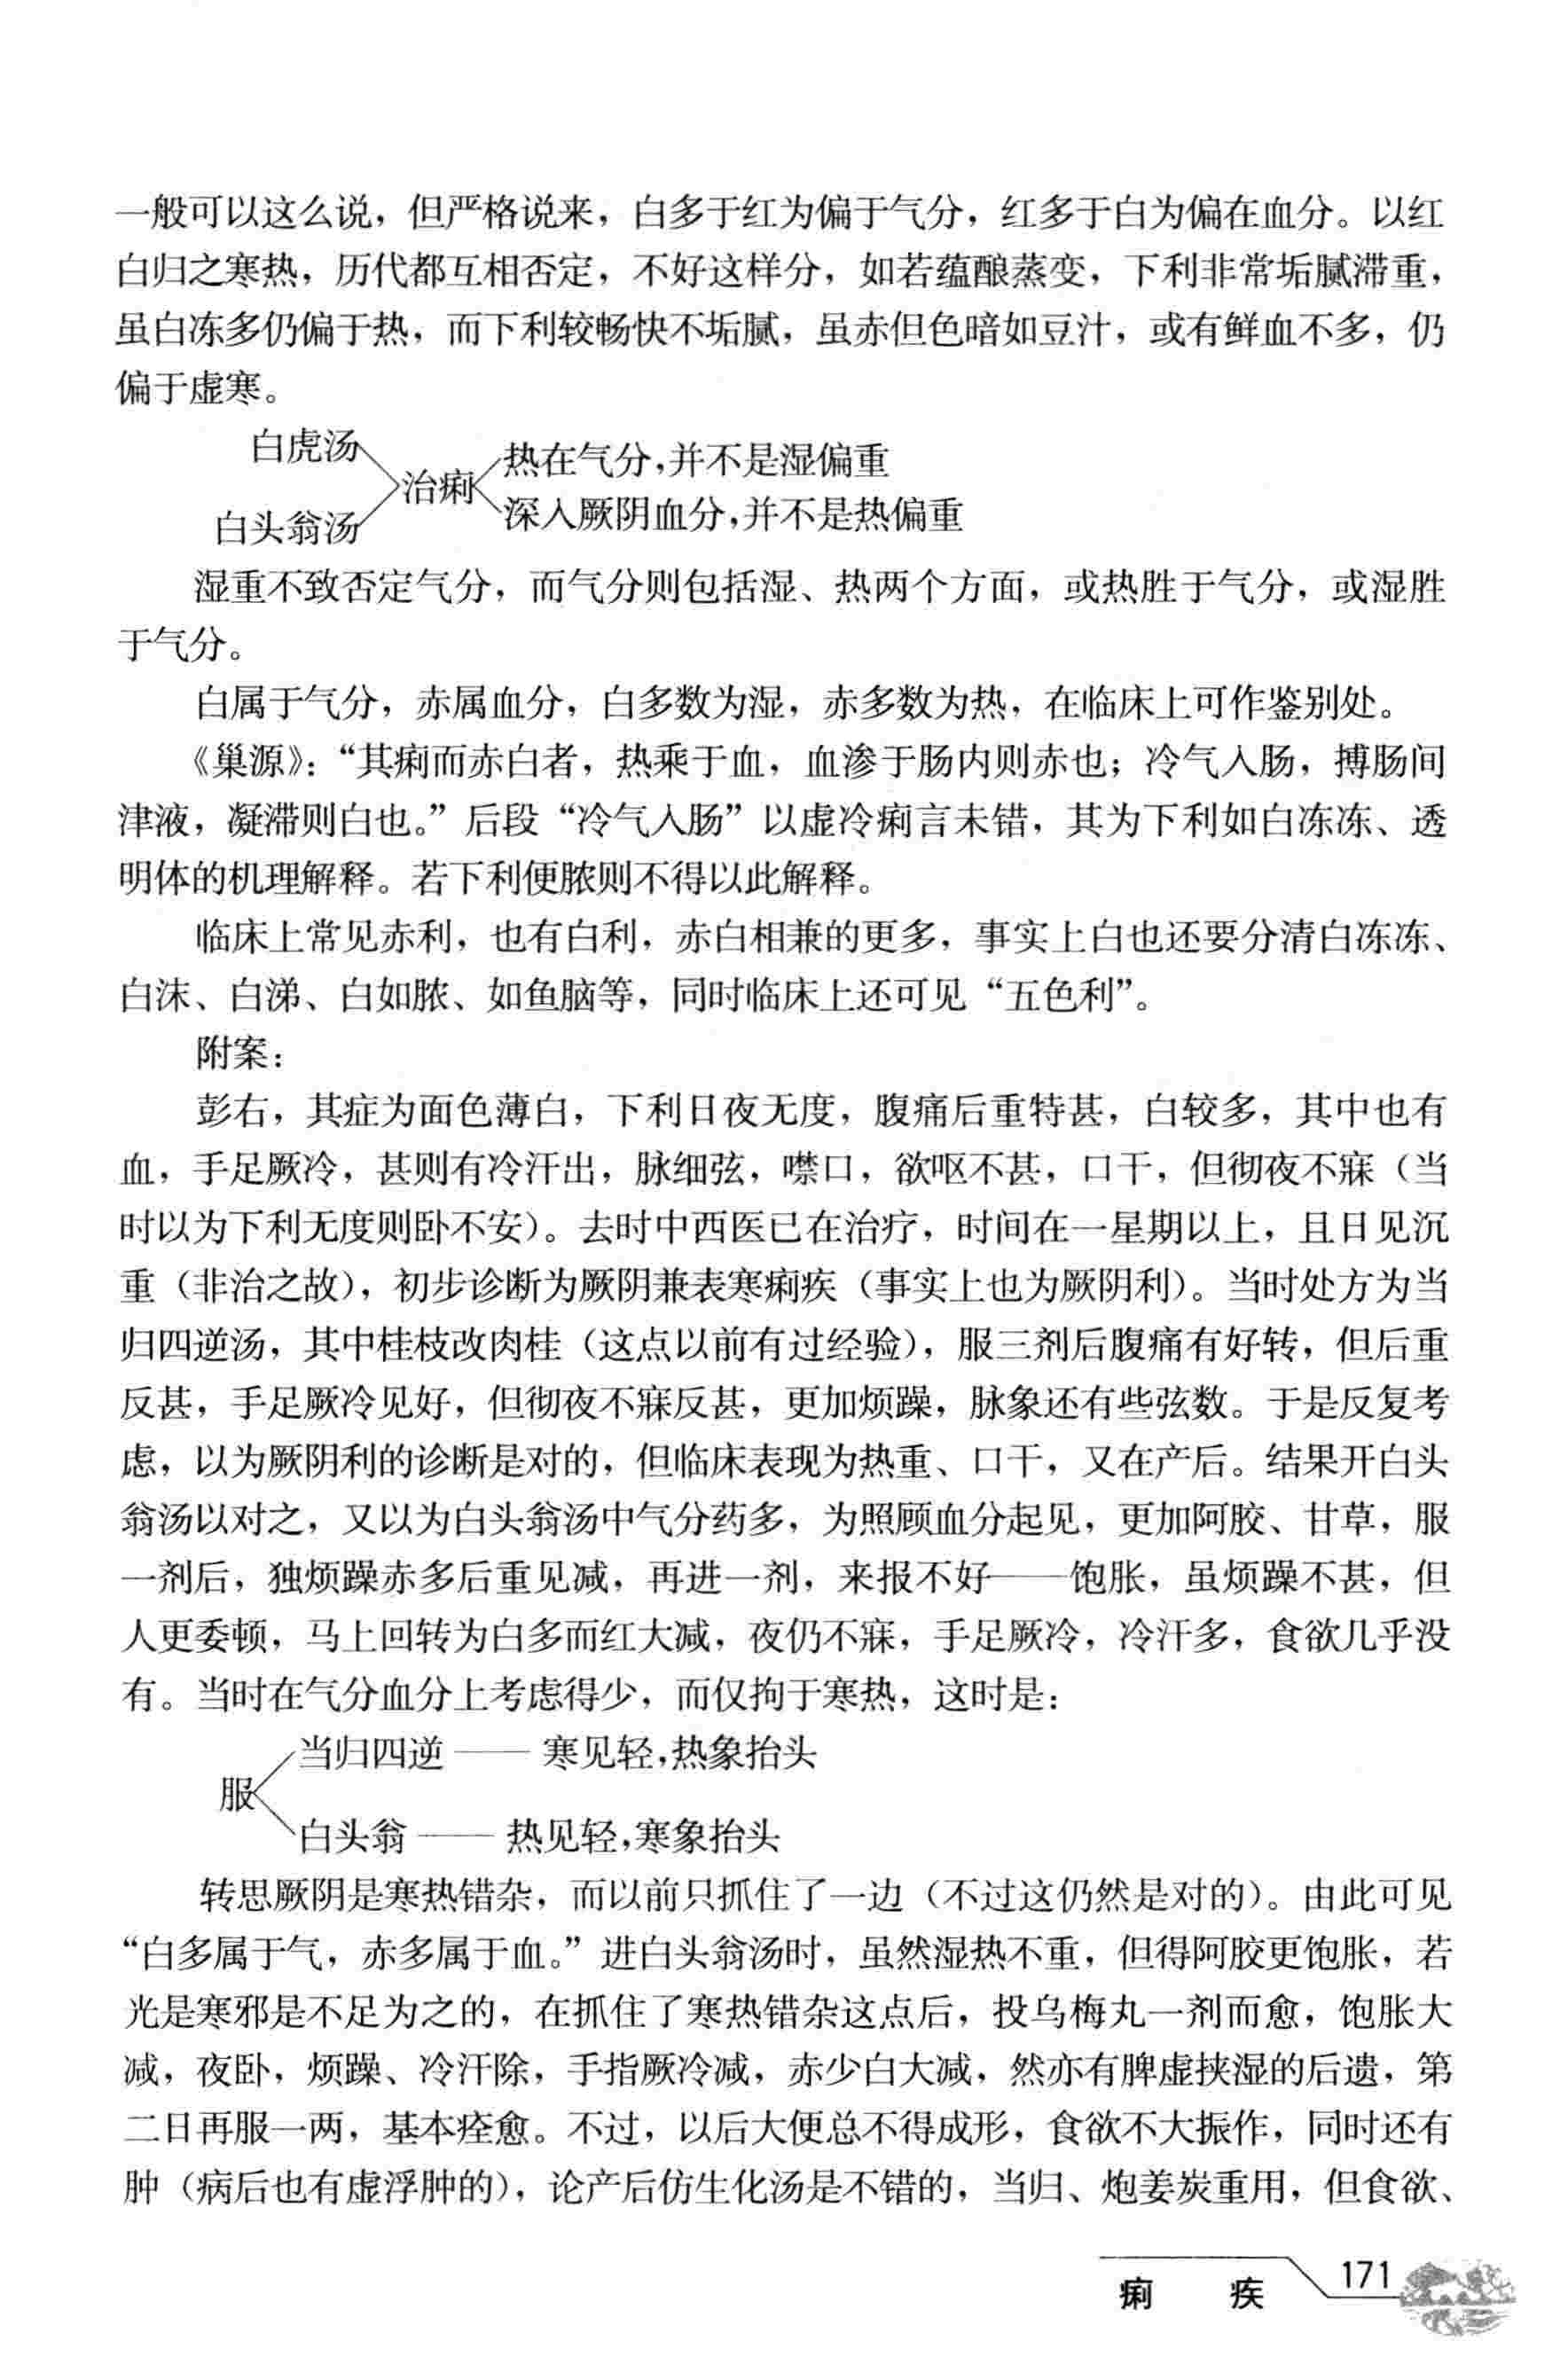 一般可以这么说，但严格说来，白多于红为偏于气分，红多于白为偏在血分。以红
白归之寒热，历代都互相否定，不好这样分，如若蕴酿蒸变，下利非常垢腻滞重，
虽白冻多仍偏于热，而下利较畅快不垢腻，虽赤但色暗如豆汁，或有鲜血不多，仍
偏于虚寒。
白虎汤
热在气分，并不是湿偏重
治痢
深入厥阴血分，并不是热偏重
白头翁汤
湿重不致否定气分，而气分则包括湿、热两个方面，或热胜于气分，或湿胜
于气分。
白属于气分，赤属血分，白多数为湿，赤多数为热，在临床上可作鉴别处。
《巢源》：“其痢而赤白者，热乘于血，血渗于肠内则赤也；冷气入肠，搏肠间
津液，凝滞则白也。”后段“冷气入肠”以虚冷痢言未错，其为下利如白冻冻、透
明体的机理解释。若下利便脓则不得以此解释。
临床上常见赤利，也有白利，赤白相兼的更多，事实上白也还要分清白冻冻、
白沫、白涕、白如脓、如鱼脑等，同时临床上还可见“五色利”。
附案：
彭右，其症为面色薄白，下利日夜无度，腹痛后重特甚，白较多，其中也有
血，手足厥冷，甚则有冷汗出，脉细弦，噤口，欲呕不甚，口干，但彻夜不寐（当
时以为下利无度则卧不安）。去时中西医已在治疗，时间在一星期以上，且日见沉
重（非治之故），初步诊断为厥阴兼表寒痢疾（事实上也为厥阴利）。当时处方为当
归四逆汤，其中桂枝改肉桂（这点以前有过经验），服三剂后腹痛有好转，但后重
反甚，手足厥冷见好，但彻夜不寐反甚，更加烦躁，脉象还有些弦数。于是反复考
虑，以为厥阴利的诊断是对的，但临床表现为热重、口干，又在产后。结果开白头
翁汤以对之，又以为白头翁汤中气分药多，为照顾血分起见，更加阿胶、甘草，服
一剂后，独烦躁赤多后重见减，再进一剂，来报不好——饱胀，虽烦躁不甚，但
人更委顿，马上回转为白多而红大减，夜仍不寐，手足厥冷，冷汗多，食欲几乎没
有。当时在气分血分上考虑得少，而仅拘于寒热，这时是：
当归四逆 —— 寒见轻，热象抬头
服
白头翁 —— 热见轻，寒象抬头
转思厥阴是寒热错杂，而以前只抓住了一边（不过这仍然是对的）。由此可见
“白多属于气，赤多属于血。”进白头翁汤时，虽然湿热不重，但得阿胶更饱胀，若
光是寒邪是不足为之的，在抓住了寒热错杂这点后，投乌梅丸一剂而愈，饱胀大
减，夜卧，烦躁、冷汗除，手指厥冷减，赤少白大减，然亦有脾虚挟湿的后遗，第
二日再服一两，基本痊愈。不过，以后大便总不得成形，食欲不大振作，同时还有
肿（病后也有虚浮肿的），论产后仿生化汤是不错的，当归、炮姜炭重用，但食欲、
痢 疾 171